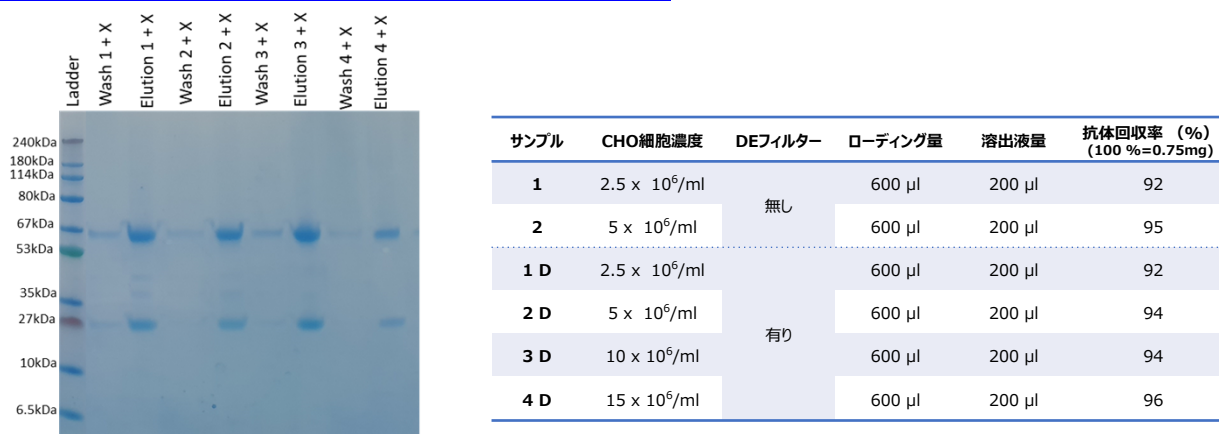 Ladder
Wash 1 + X
Elution 1 + X
Wash 2 + X
Elution 2 + X
Wash 3 + X
Elution 3 + X
Wash 4 + X
Elution 4 + X
240kDa
180kDa
114kDa
80kDa
67kDa
53kDa
35kDa
27kDa
10kDa
6.5kDa
サンプル CHO細胞濃度 DEフィルター ローディング量 溶出液量 抗体回収率 （%）
(100 %=0.75mg)
1 2.5 x 10⁶/ml 600 µl 200 µl 92
無し
2 5 x 10⁶/ml 600 µl 200 µl 95
1 D 2.5 x 10⁶/ml 600 µl 200 µl 92
2 D 5 x 10⁶/ml 600 µl 200 µl 94
有り
3 D 10 x 10⁶/ml 600 µl 200 µl 94
4 D 15 x 10⁶/ml 600 µl 200 µl 96